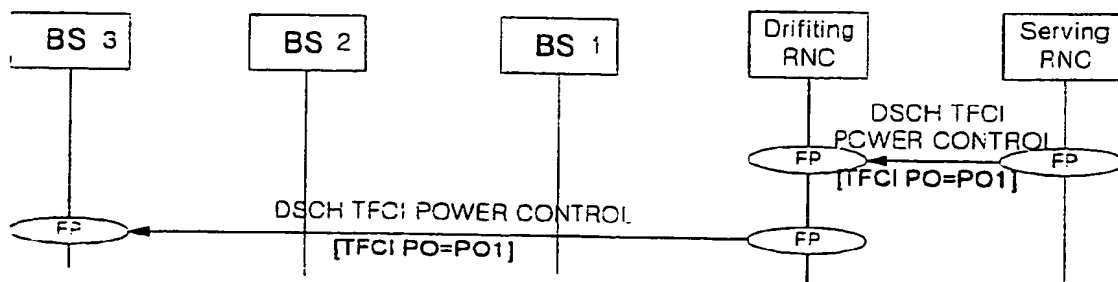 BS 3
BS 2
BS 1
Drifiting
RNC
Serving
RNC
DSCH TFCI
POWER CONTROL
FP
FP
[TFCI PO=PO1]
DSCH TFCI POWER CONTROL
FP
FP
[TFCI PO=PO1]